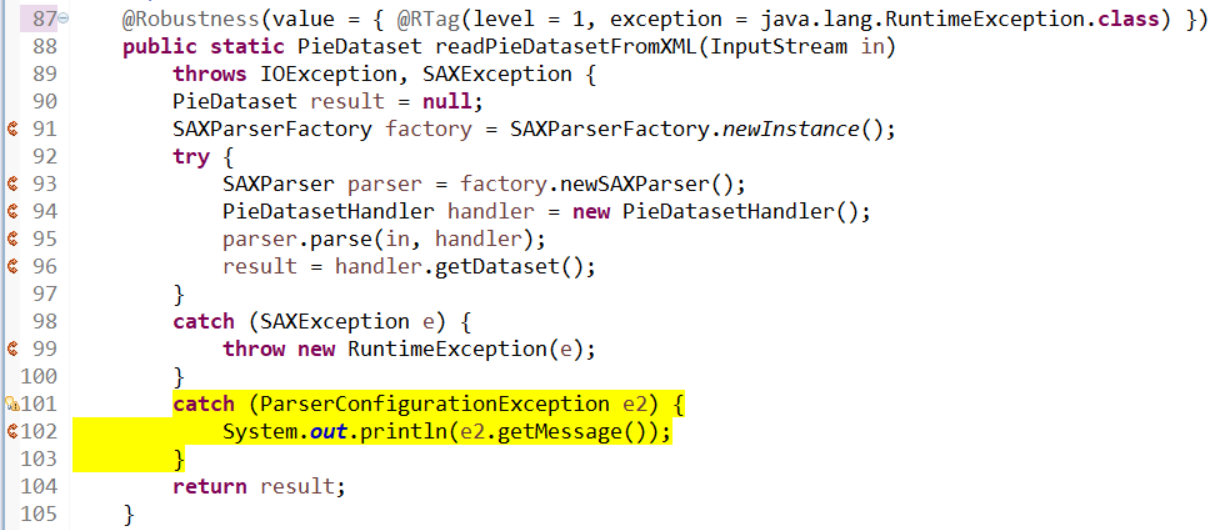 87 @Robustness(value = { @RTag(level = 1, exception = java.lang.RuntimeException.class) })
88 public static PieDataset readPieDatasetFromXML(InputStream in)
89 throws IOException, SAXException {
90 PieDataset result = null;
91 SAXParserFactory factory = SAXParserFactory.newInstance();
92 try {
93 SAXParser parser = factory.newSAXParser();
94 PieDatasetHandler handler = new PieDatasetHandler();
95 parser.parse(in, handler);
96 result = handler.getDataset();
97 }
98 catch (SAXException e) {
99 throw new RuntimeException(e);
100 }
101 catch (ParserConfigurationException e2) {
102 System.out.println(e2.getMessage());
103 }
104 return result;
105 }